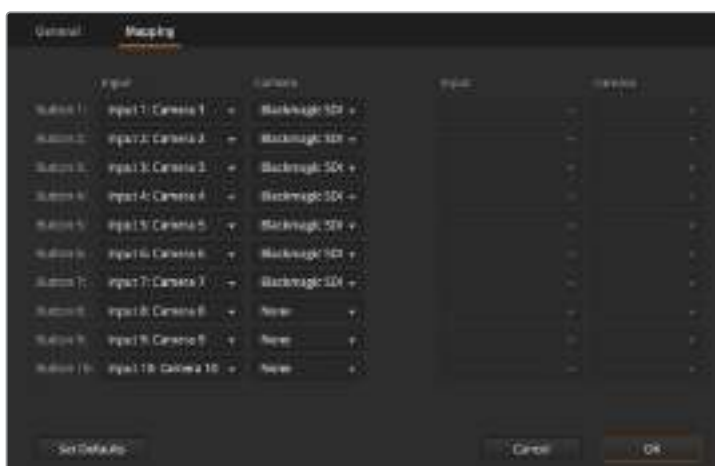 General Mapping
Input Camera Input Camera
Button 1: Input 1: Camera 1 Blackmagic SDI
Button 2: Input 2: Camera 2 Blackmagic SDI
Button 3: Input 3: Camera 3 Blackmagic SDI
Button 4: Input 4: Camera 4 Blackmagic SDI
Button 5: Input 5: Camera 5 Blackmagic SDI
Button 6: Input 6: Camera 6 Blackmagic SDI
Button 7: Input 7: Camera 7 Blackmagic SDI
Button 8: Input 8: Camera 8 None
Button 9: Input 9: Camera 9 None
Button 10: Input 10: Camera 10 None
Set Defaults Cancel OK